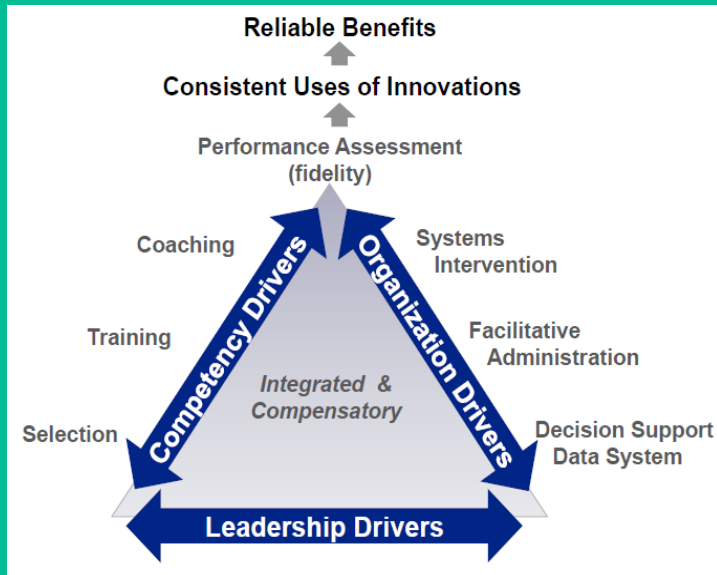 Reliable Benefits
Consistent Uses of Innovations
Performance Assessment
(fidelity)
Coaching
Training
Selection
Competency Drivers
Integrated &
Compensatory
Organization Drivers
Systems
Intervention
Facilitative
Administration
Decision Support
Data System
Leadership Drivers